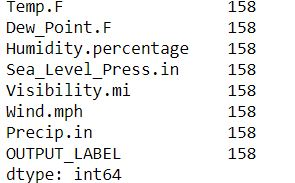 Temp.F 158
Dew_Point.F 158
Humidity.percentage 158
Sea_Level_Press.in 158
Visibility.mi 158
Wind.mph 158
Precip.in 158
OUTPUT_LABEL 158
dtype: int64